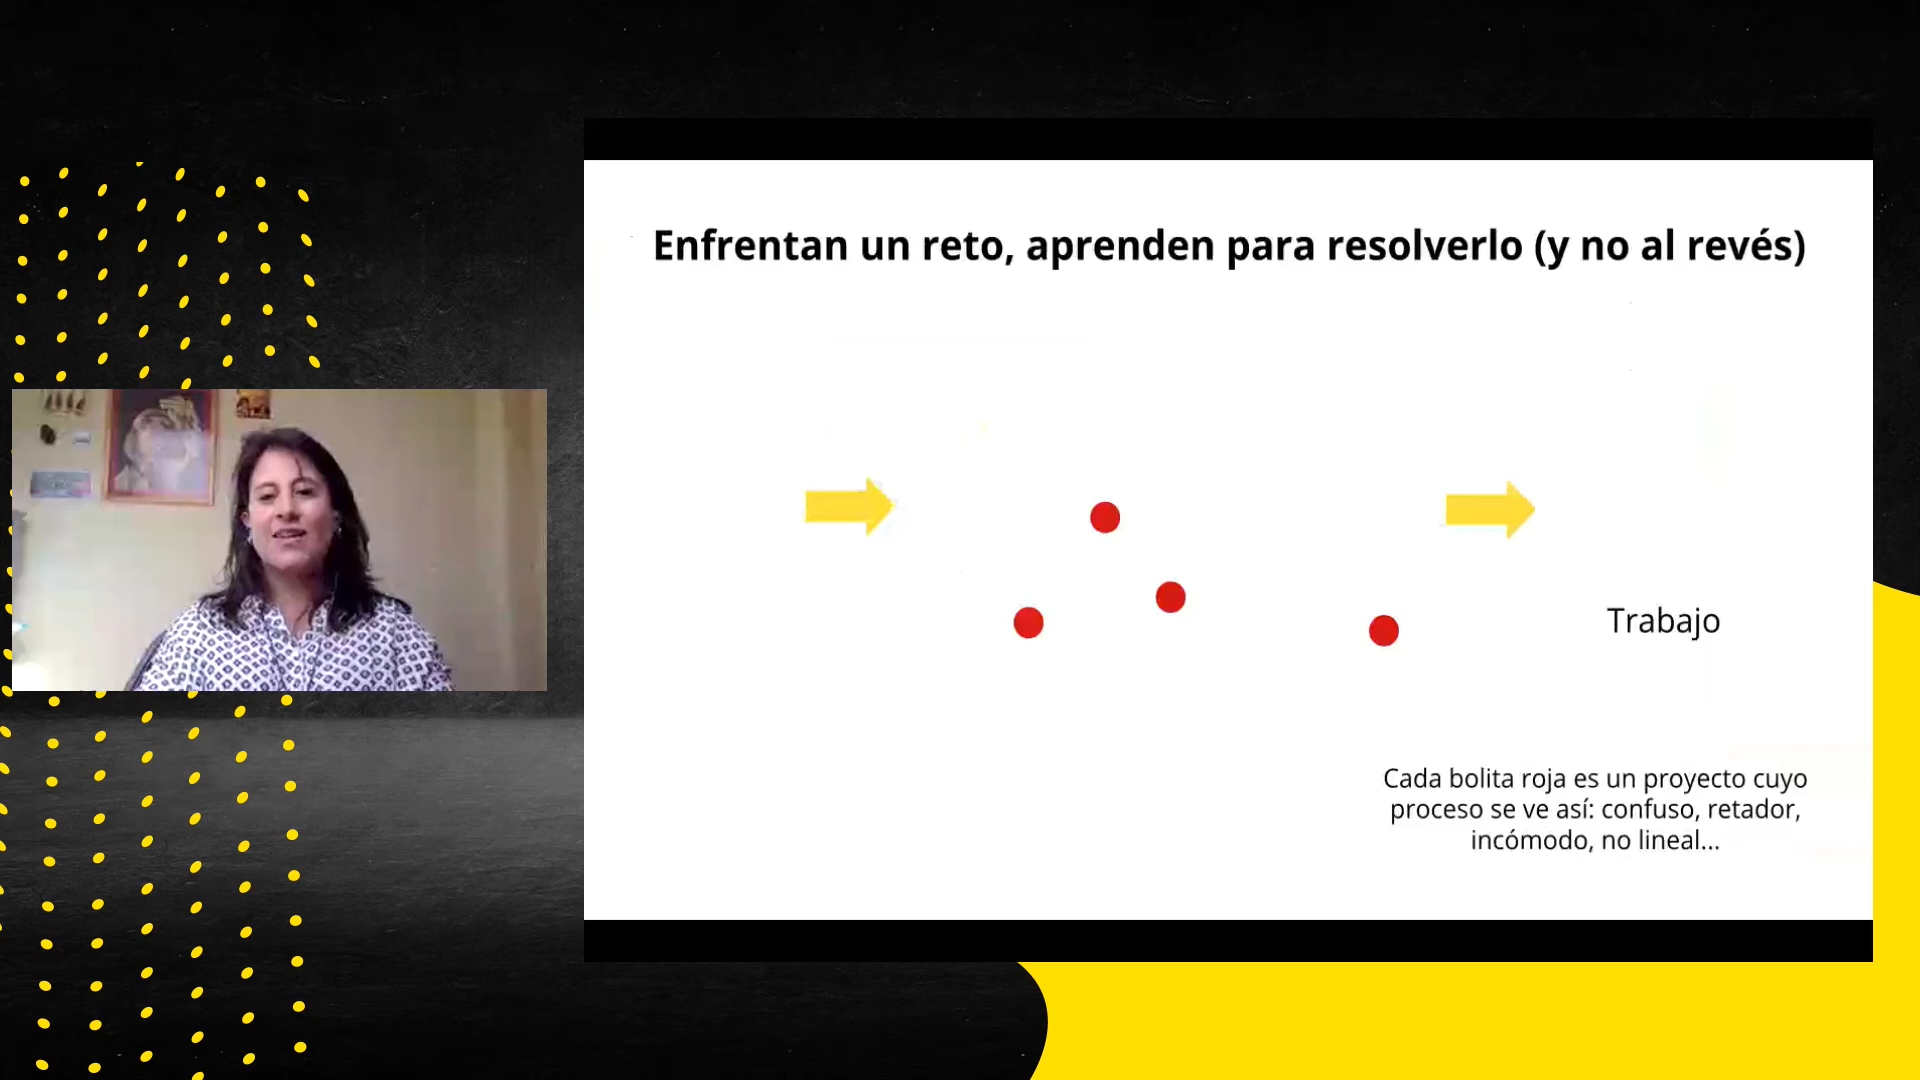 Enfrentan un reto, aprenden para resolverlo (y no al revés)
Trabajo
Cada bolita roja es un proyecto cuyo
proceso se ve así: confuso, retador,
incómodo, no lineal...